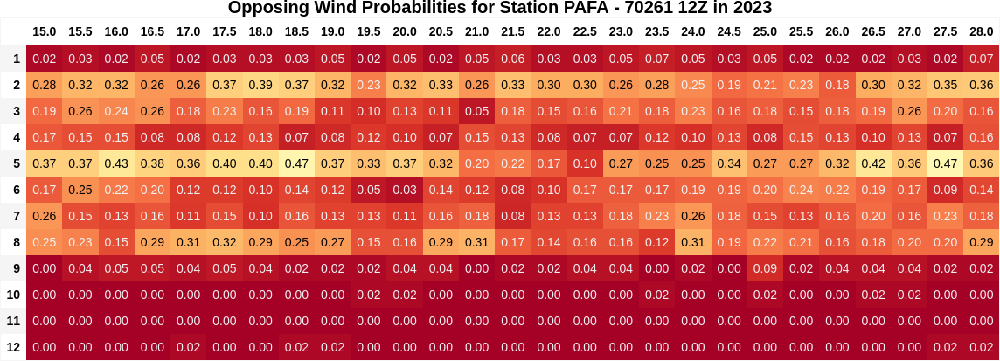 Opposing Wind Probabilities for Station PAFA - 70261 12Z in 2023
15.0 15.5 16.0 16.5 17.0 17.5 18.0 18.5 19.0 19.5 20.0 20.5 21.0 21.5 22.0 22.5 23.0 23.5 24.0 24.5 25.0 25.5 26.0 26.5 27.0 27.5 28.0
1 0.02 0.03 0.02 0.05 0.02 0.03 0.03 0.03 0.05 0.02 0.05 0.02 0.05 0.06 0.03 0.03 0.05 0.07 0.05 0.03 0.05 0.02 0.02 0.02 0.03 0.02 0.07
2 0.28 0.32 0.32 0.26 0.26 0.37 0.39 0.37 0.32 0.23 0.32 0.33 0.26 0.33 0.30 0.30 0.26 0.28 0.25 0.19 0.21 0.23 0.18 0.30 0.32 0.35 0.36
3 0.19 0.26 0.24 0.26 0.18 0.23 0.16 0.19 0.11 0.10 0.13 0.11 0.05 0.18 0.15 0.16 0.21 0.18 0.23 0.16 0.18 0.15 0.18 0.19 0.26 0.20 0.16
4 0.17 0.15 0.15 0.08 0.08 0.12 0.13 0.07 0.08 0.12 0.10 0.07 0.15 0.13 0.08 0.07 0.07 0.12 0.10 0.13 0.08 0.15 0.13 0.10 0.13 0.07 0.16
5 0.37 0.37 0.43 0.38 0.36 0.40 0.40 0.47 0.37 0.33 0.37 0.32 0.20 0.22 0.17 0.10 0.27 0.25 0.25 0.34 0.27 0.27 0.32 0.42 0.36 0.47 0.36
6 0.17 0.25 0.22 0.20 0.12 0.12 0.10 0.14 0.12 0.05 0.03 0.14 0.12 0.08 0.10 0.17 0.17 0.17 0.19 0.19 0.20 0.24 0.22 0.19 0.17 0.09 0.14
7 0.26 0.15 0.13 0.16 0.11 0.15 0.10 0.16 0.13 0.13 0.11 0.16 0.18 0.08 0.13 0.13 0.18 0.23 0.26 0.18 0.15 0.13 0.16 0.20 0.16 0.23 0.18
8 0.25 0.23 0.15 0.29 0.31 0.32 0.29 0.25 0.27 0.15 0.16 0.29 0.31 0.17 0.14 0.16 0.16 0.12 0.31 0.19 0.22 0.21 0.16 0.18 0.20 0.20 0.29
9 0.00 0.04 0.05 0.05 0.04 0.05 0.04 0.02 0.02 0.02 0.04 0.04 0.00 0.02 0.02 0.04 0.04 0.00 0.02 0.00 0.09 0.02 0.04 0.04 0.04 0.02 0.02
10 0.00 0.00 0.00 0.00 0.00 0.00 0.00 0.00 0.00 0.02 0.02 0.00 0.00 0.00 0.00 0.00 0.00 0.02 0.00 0.00 0.00 0.00 0.00 0.02 0.02 0.00 0.00
11 0.00 0.00 0.00 0.00 0.00 0.00 0.00 0.00 0.00 0.00 0.00 0.00 0.00 0.00 0.00 0.00 0.00 0.00 0.00 0.00 0.00 0.00 0.00 0.00 0.00 0.00 0.00
12 0.00 0.00 0.00 0.00 0.02 0.00 0.00 0.02 0.02 0.00 0.00 0.00 0.00 0.00 0.00 0.00 0.00 0.00 0.00 0.00 0.00 0.00 0.00 0.00 0.00 0.02 0.02